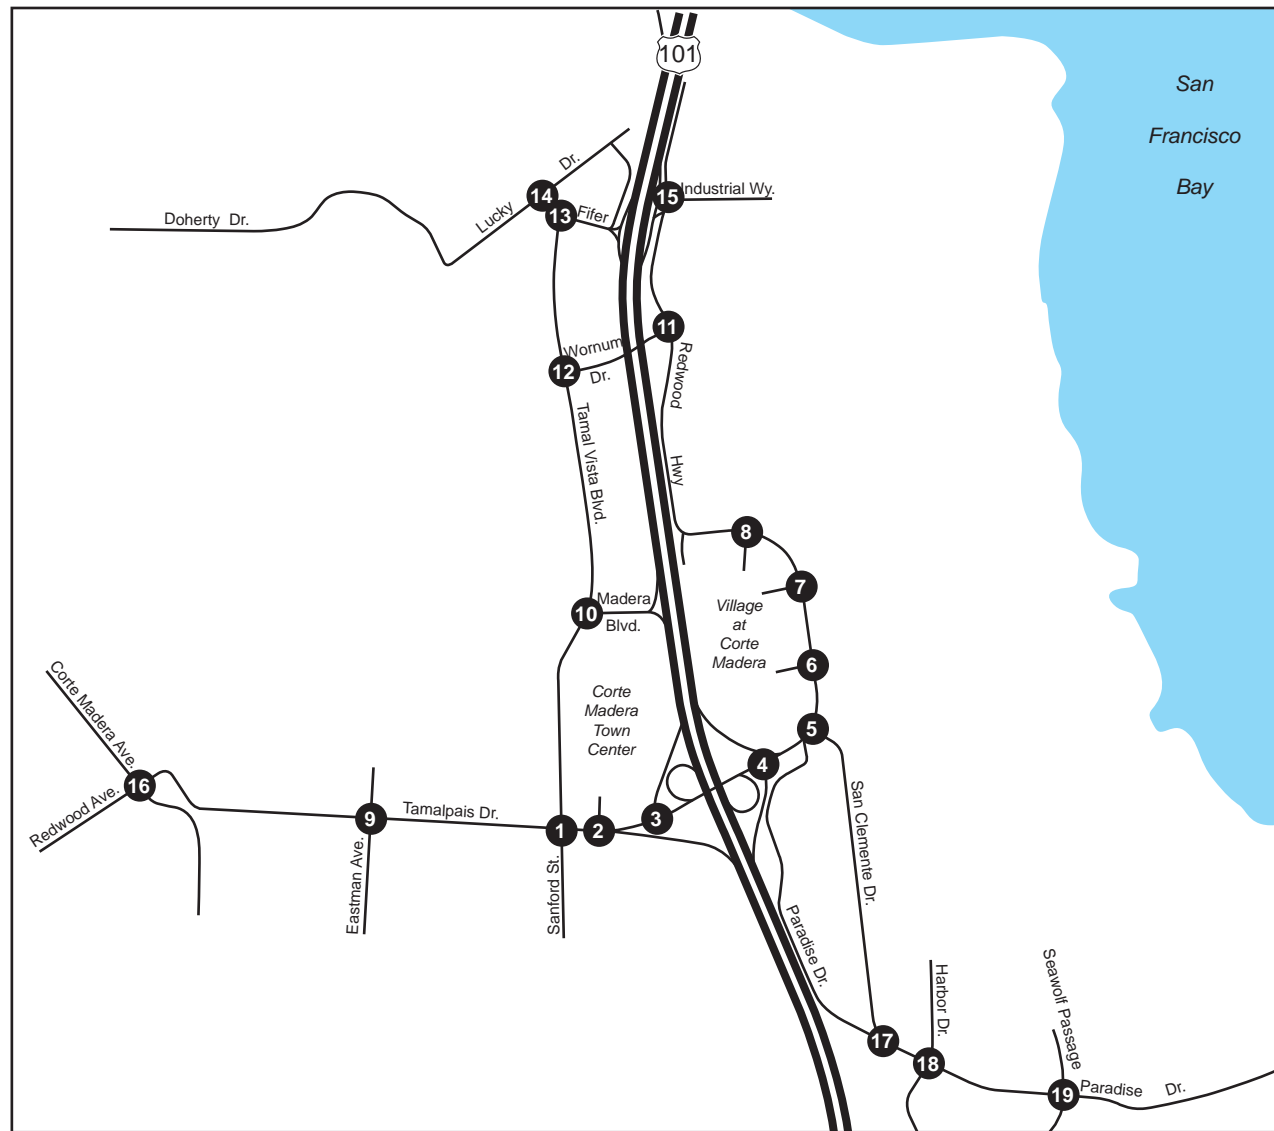 101
San
Francisco
Bay
Dr.
14
15
Industrial Wy.
13
Fifer
Lucky
Doherty Dr.
11
Wornum
12
Dr.
Redwood
Tamal Vista Blvd.
Hwy
8
7
Madera
10
Blvd.
Village
at
Corte
Madera
6
Corte Madera Ave.
Corte
Madera
Town
Center
5
4
16
Redwood Ave.
San Clemente Dr.
9
Tamalpais Dr.
1
2
3
Eastman Ave.
Sanford St.
Paradise Dr.
Harbor Dr.
Seawolf Passage
17
18
19
Paradise Dr.